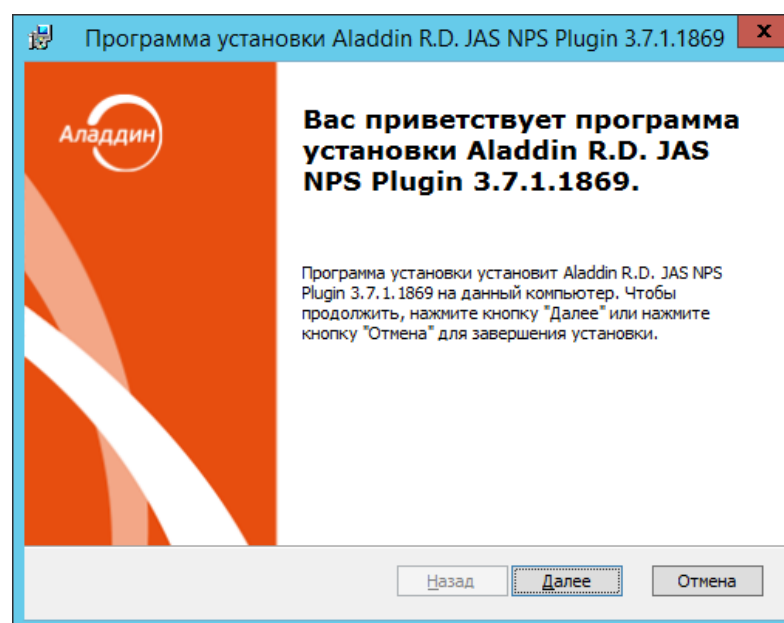 Программа установки Aladdin R.D. JAS NPS Plugin 3.7.1.1869
x
Аладдин
Вас приветствует программа
установки Aladdin R.D. JAS
NPS Plugin 3.7.1.1869.
Программа установки установит Aladdin R.D. JAS NPS
Plugin 3.7.1.1869 на данный компьютер. Чтобы
продолжить, нажмите кнопку "Далее" или нажмите
кнопку "Отмена" для завершения установки.
Назад
Далее
Отмена